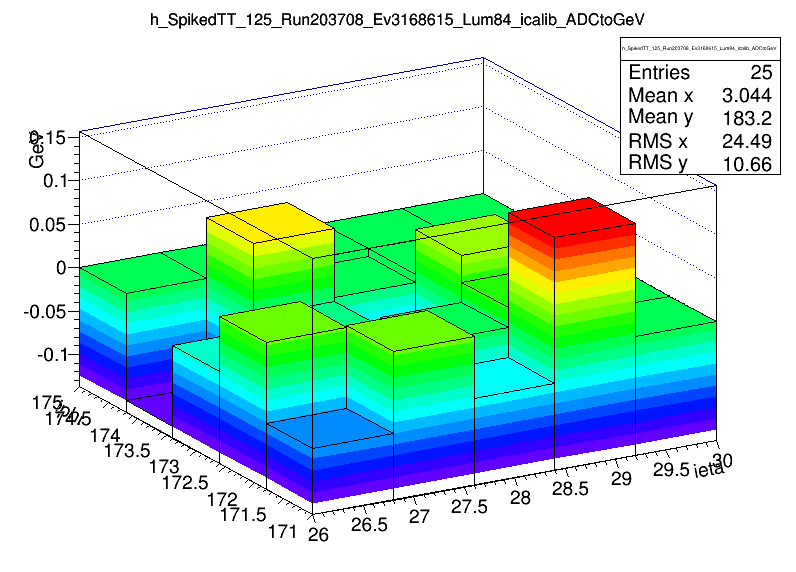 h_SpikedTT_125_Run203708_Ev3168615_Lum84_icalib_ADCtoGeV
h_SpikedTT_125_Run203708_Ev3168615_Lum84_icalib_ADCtoGeV
Entries 25
Mean x 3.044
Mean y 183.2
RMS x 24.49
RMS y 10.66
GeV
0.15
0.1
0.05
0
-0.05
-0.1
175
174.5
174
173.5
173
172.5
172
171.5
171
26
26.5
27
27.5
28
28.5
29
29.5
30
ieta